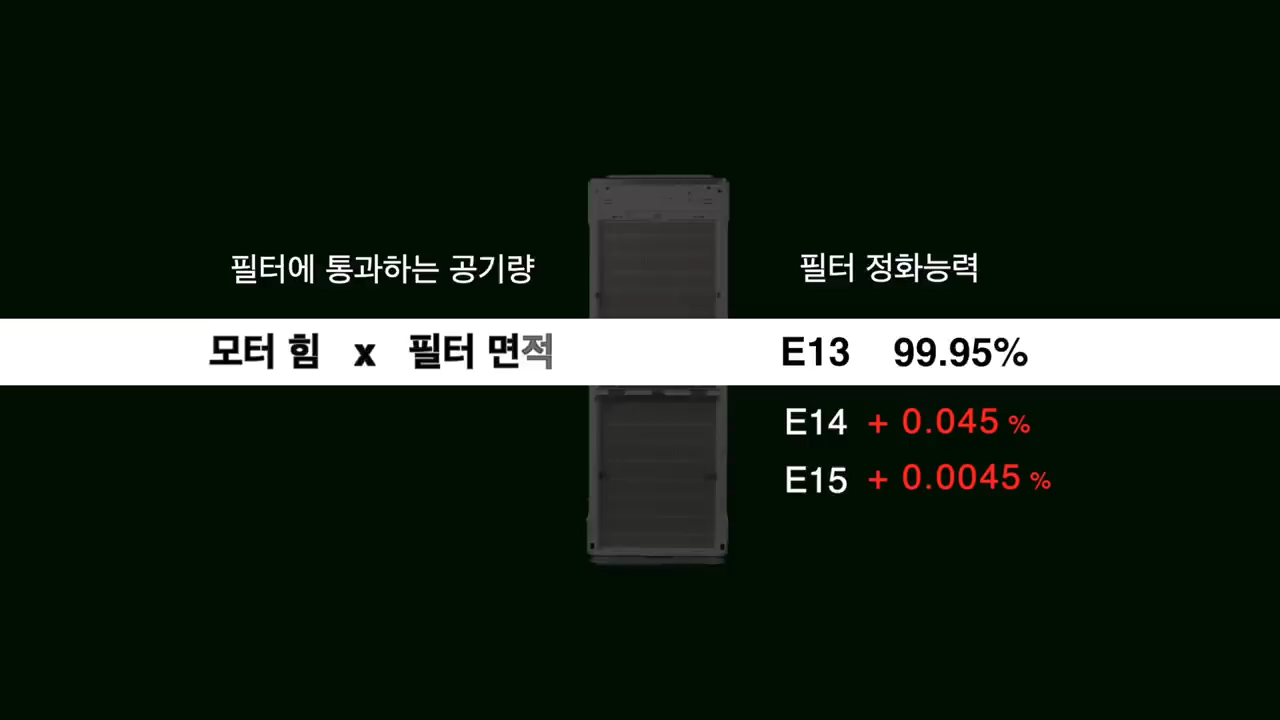 필터에 통과하는 공기량
필터 정화능력
모터 힘 x 필터 면적
E13 99.95%
E14 + 0.045 %
E15 + 0.0045 %